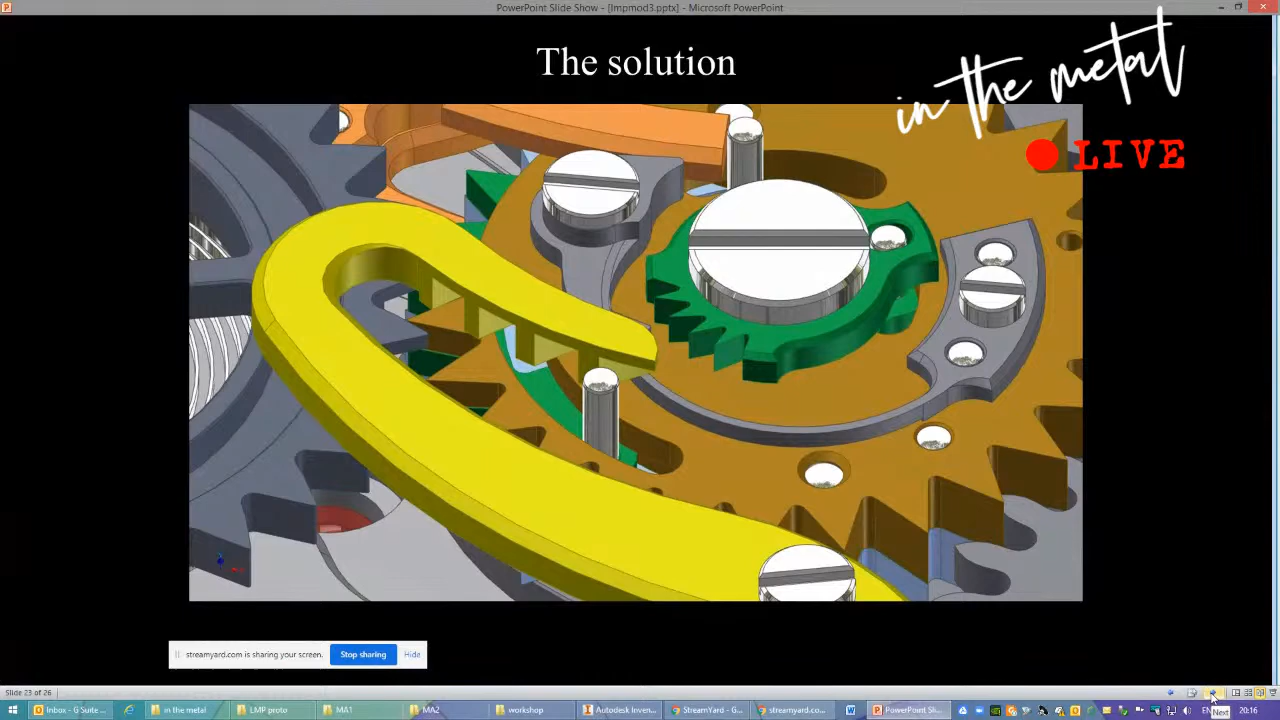 PowerPoint Slide Show - [lmpmod3.pptx] - Microsoft PowerPoint
The solution
in the metal
LIVE
streamyard.com is sharing your screen.
Stop sharing
Hide
Slide 23 of 26
Inbox - G Suite ...
in the metal
LMP proto
MA1
MA2
workshop
Autodesk Inven...
StreamYard - G...
streamyard.co...
PowerPoint Sli...
EN
20:16
Next